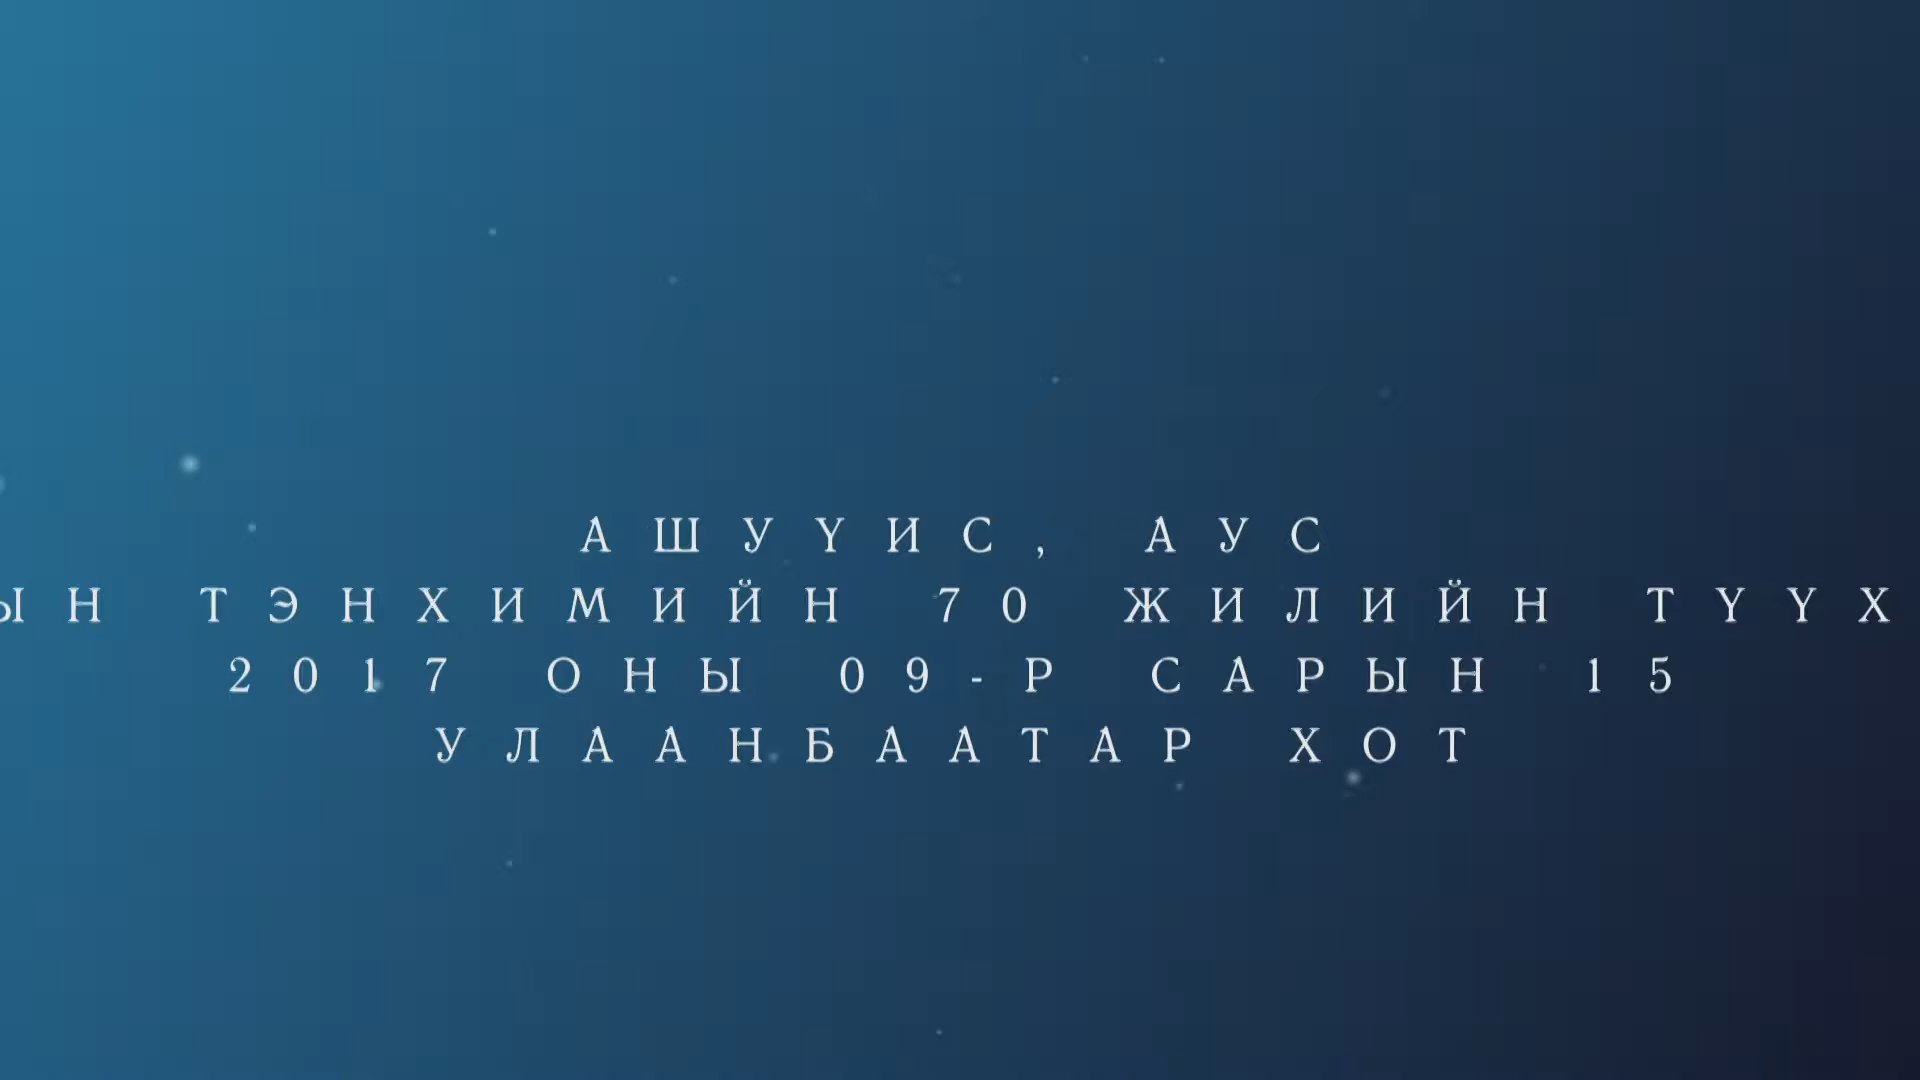 АШУҮИС, АУС
ЫН ТЭНХИМИЙН 70 ЖИЛИЙН ТҮҮХ
2017 ОНЫ 09-Р САРЫН 15
УЛААНБААТАР ХОТ